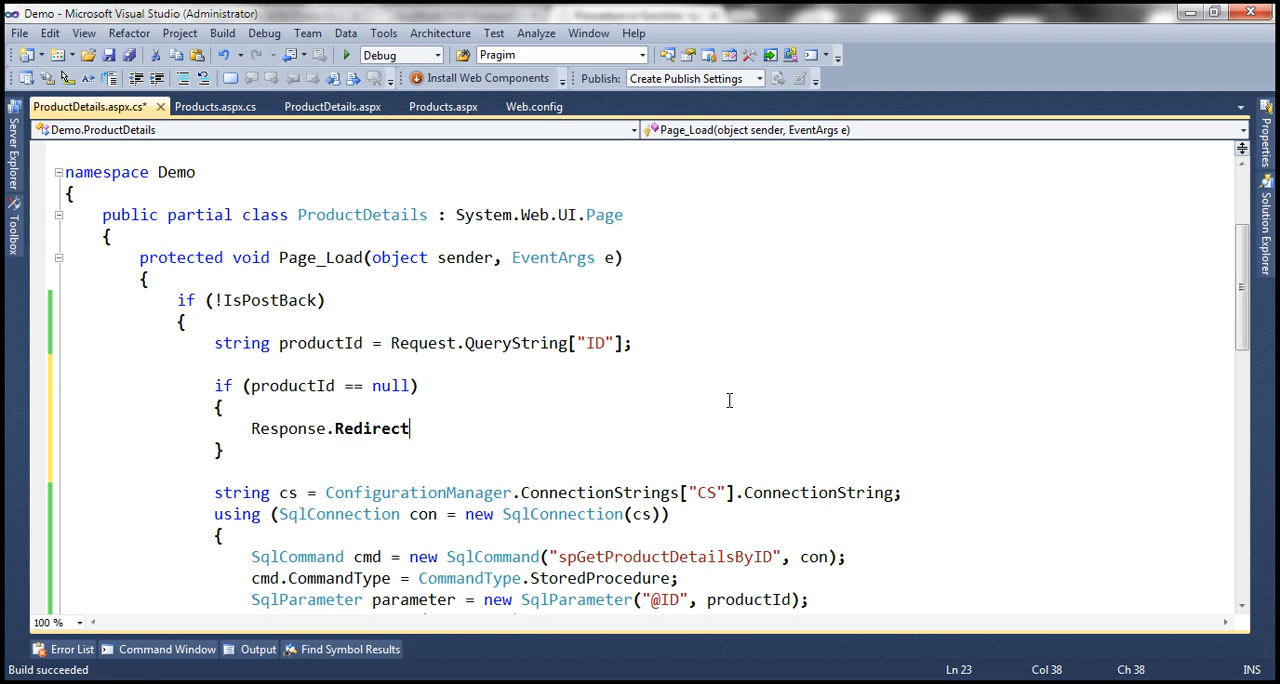 Demo - Microsoft Visual Studio (Administrator)
File Edit View Refactor Project Build Debug Team Data Tools Architecture Test Analyze Window Help
Debug Pragim
Install Web Components Publish: Create Publish Settings
ProductDetails.aspx.cs* Products.aspx.cs ProductDetails.aspx Products.aspx Web.config
Demo.ProductDetails Page_Load(object sender, EventArgs e)
Server Explorer
Toolbox
Properties
Solution Explorer
namespace Demo
{
public partial class ProductDetails : System.Web.UI.Page
{
protected void Page_Load(object sender, EventArgs e)
{
if (!IsPostBack)
{
string productId = Request.QueryString["ID"];
if (productId == null)
{
Response.Redirect
}
string cs = ConfigurationManager.ConnectionStrings["CS"].ConnectionString;
using (SqlConnection con = new SqlConnection(cs))
{
SqlCommand cmd = new SqlCommand("spGetProductDetailsByID", con);
cmd.CommandType = CommandType.StoredProcedure;
SqlParameter parameter = new SqlParameter("@ID", productId);
100 %
Error List Command Window Output Find Symbol Results
Build succeeded Ln 23 Col 38 Ch 38 INS